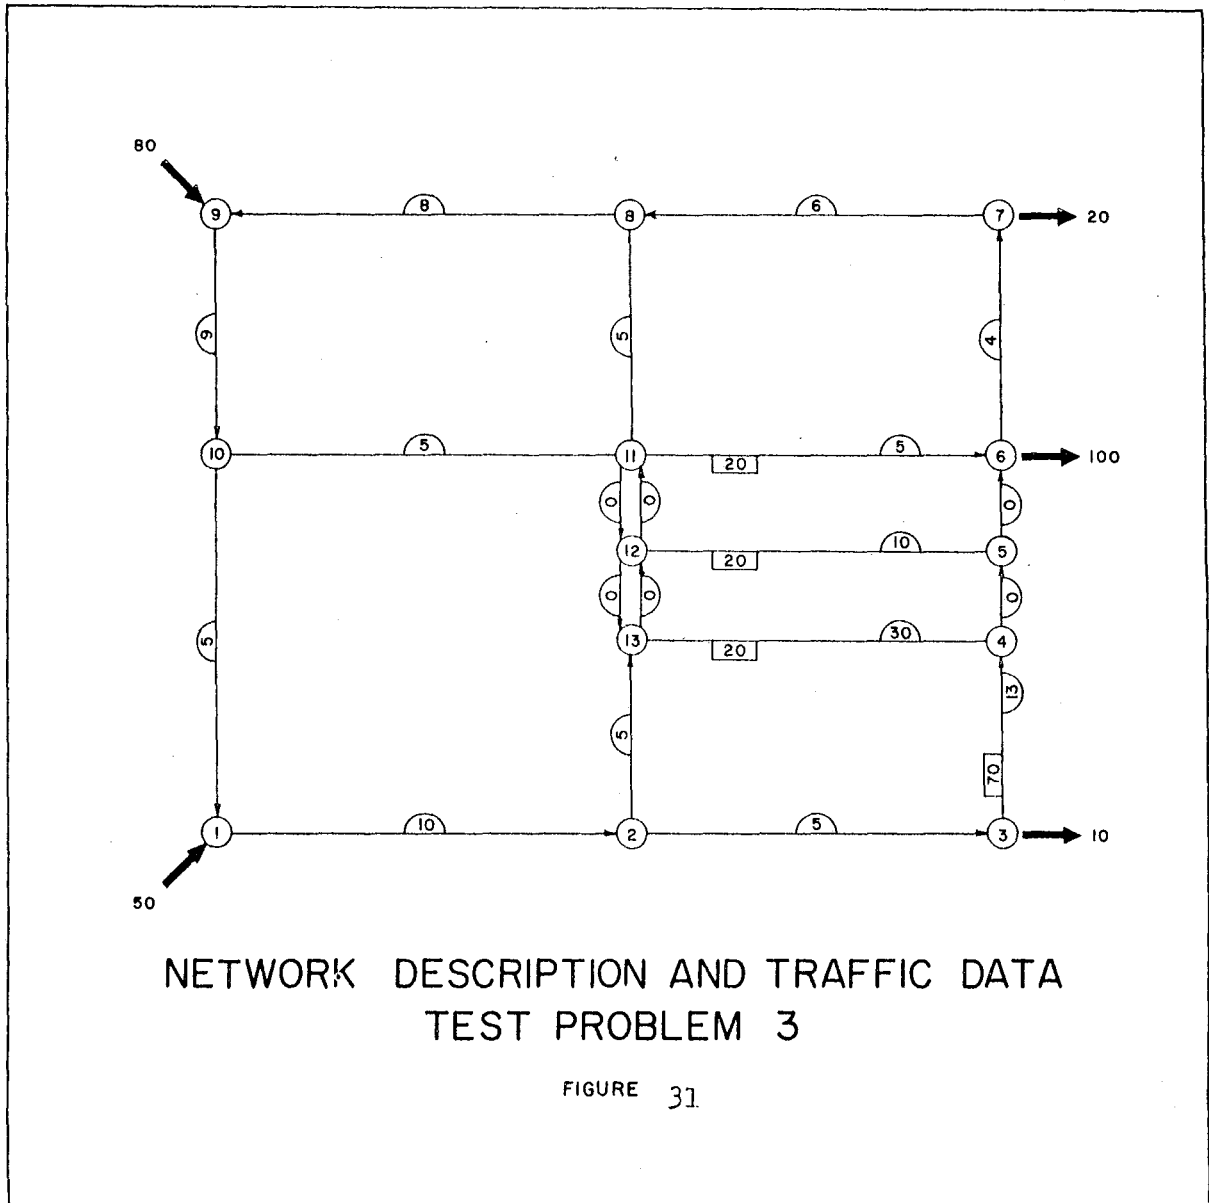 80
9 8 8 6 7 20
9 5 4
10 5 11 20 5 6 100
0 0 0
12 20 10 5
0 0 0
13 20 30 4
5 13
5
70
1 10 2 5 3 10
50
NETWORK DESCRIPTION AND TRAFFIC DATA
TEST PROBLEM 3
FIGURE 31